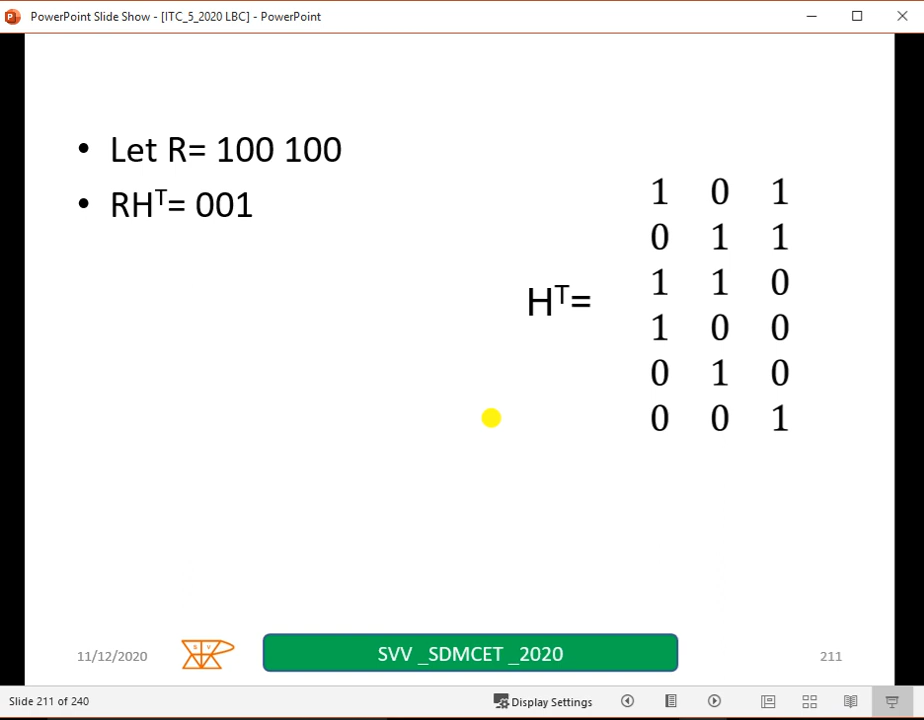 PowerPoint Slide Show - [ITC_5_2020 LBC] - PowerPoint
• Let R= 100 100
• RHᵀ= 001
Hᵀ=
1 0 1
0 1 1
1 1 0
1 0 0
0 1 0
0 0 1
11/12/2020
S V
SVV _SDMCET _2020
211
Slide 211 of 240
Display Settings